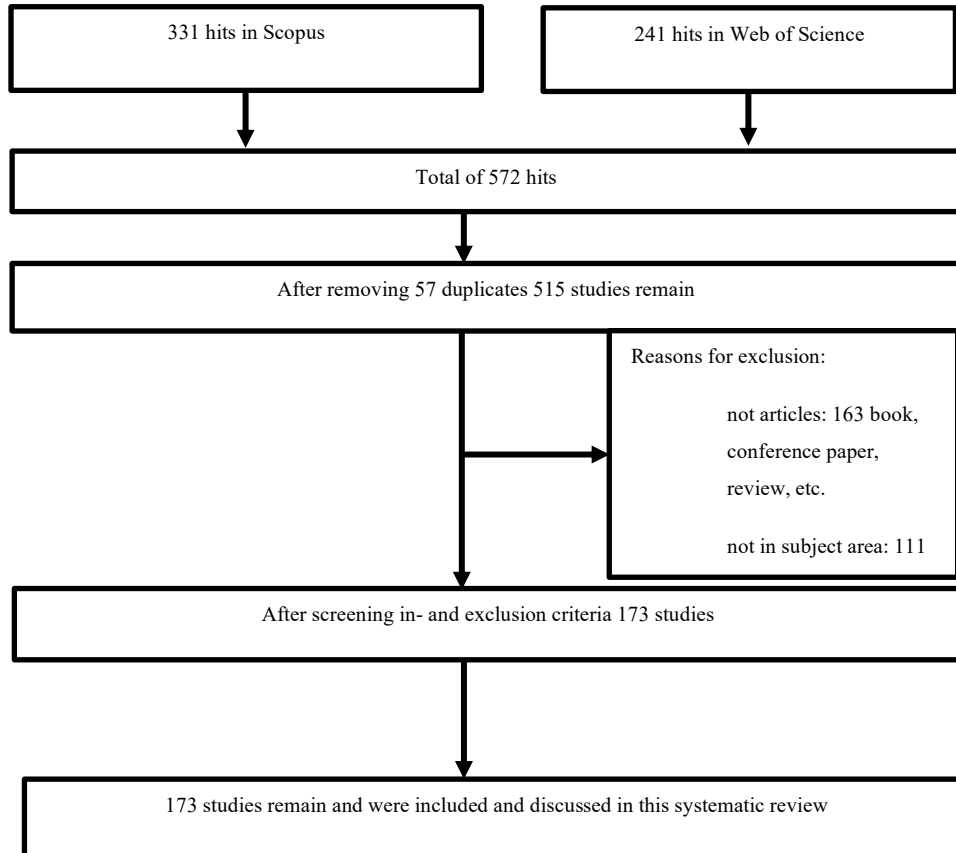 331 hits in Scopus
241 hits in Web of Science
Total of 572 hits
After removing 57 duplicates 515 studies remain
Reasons for exclusion:
not articles: 163 book,
conference paper,
review, etc.
not in subject area: 111
After screening in- and exclusion criteria 173 studies
173 studies remain and were included and discussed in this systematic review